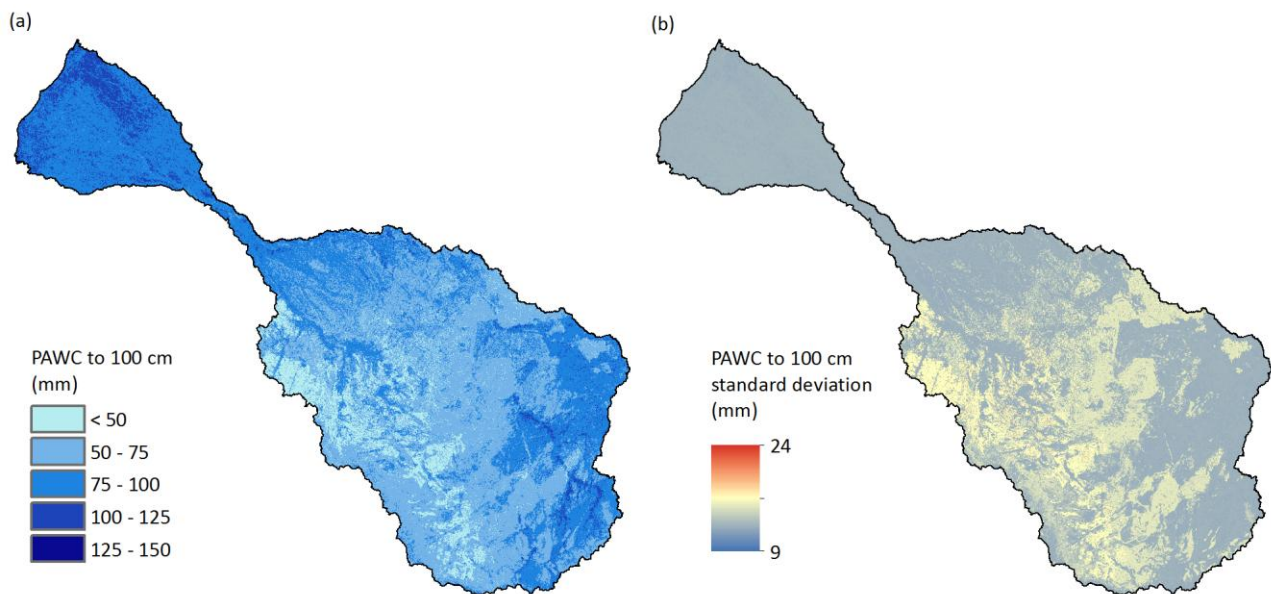 (a)
(b)
PAWC to 100 cm
(mm)
< 50
50 - 75
75 - 100
100 - 125
125 - 150
PAWC to 100 cm
standard deviation
(mm)
24
9